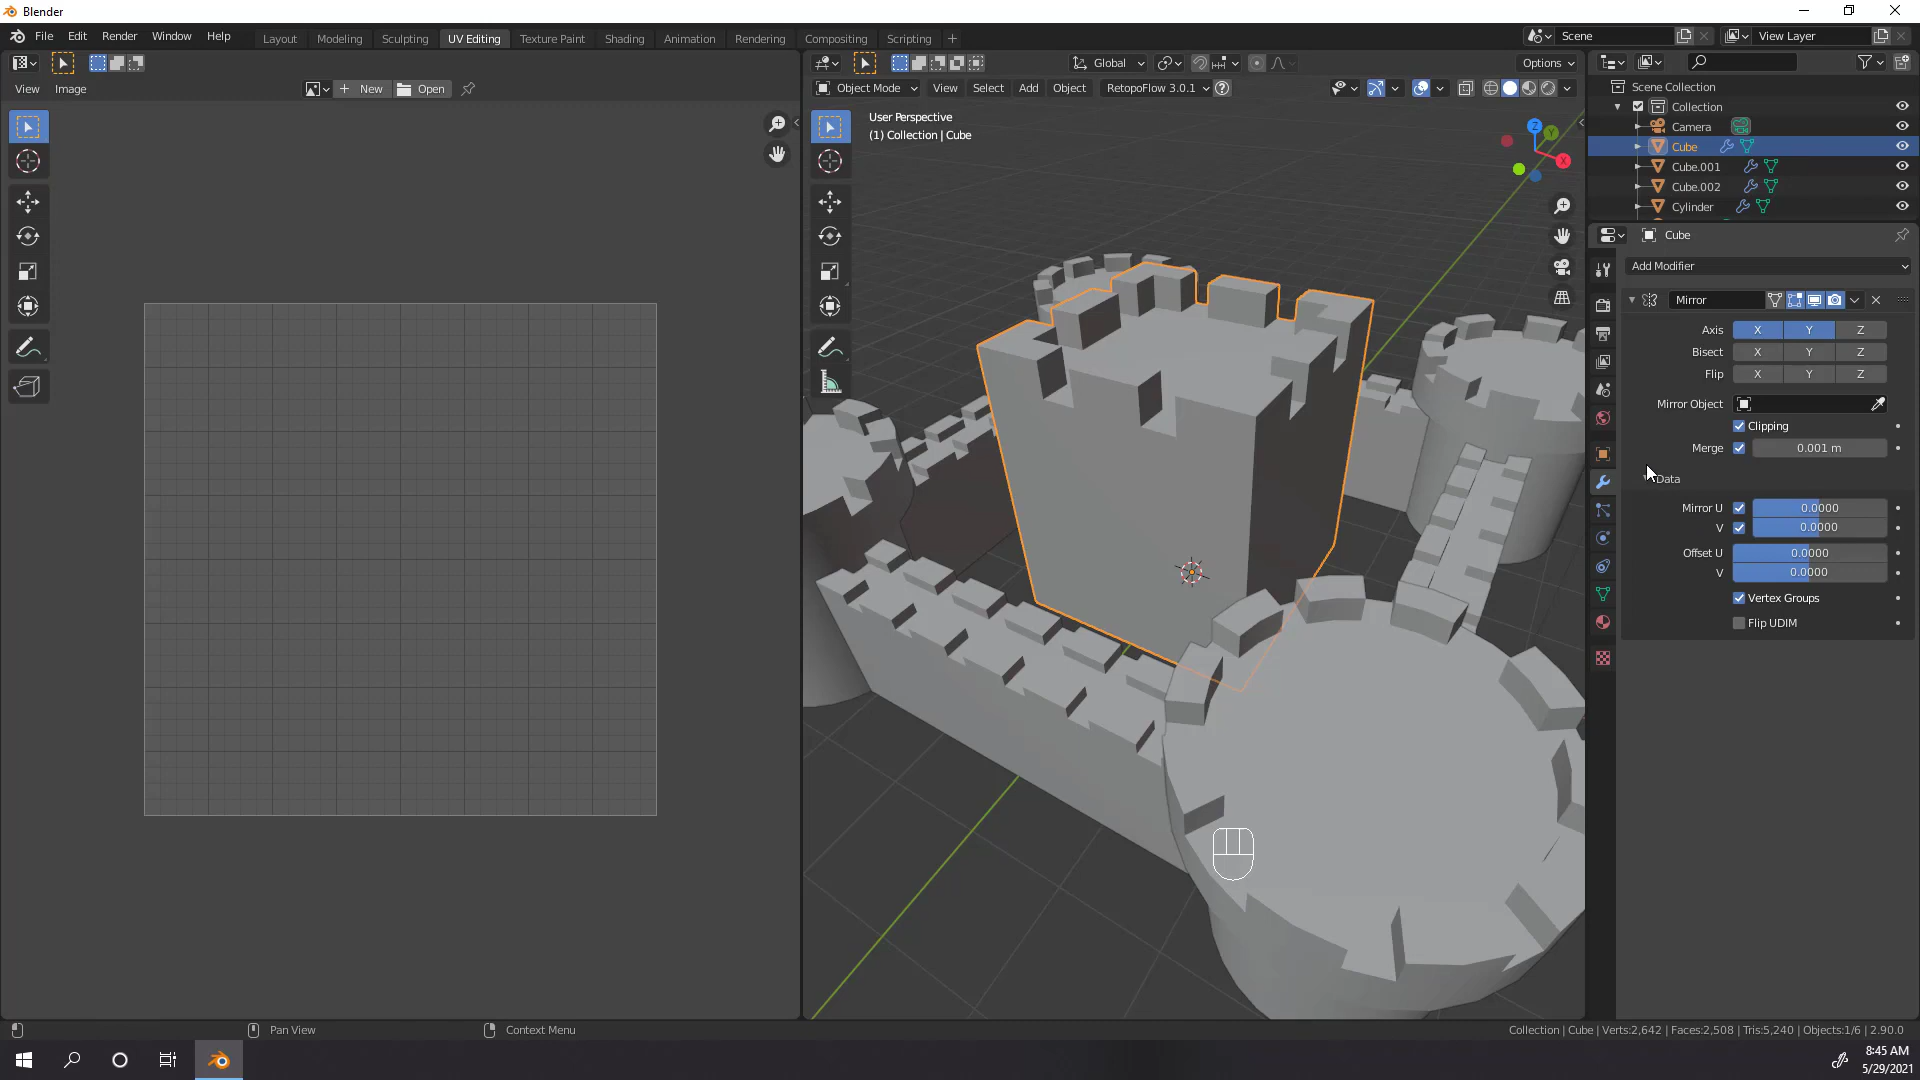 Blender
File Edit Render Window Help Layout Modeling Sculpting UV Editing Texture Paint Shading Animation Rendering Compositing Scripting + Scene View Layer
Global Options
View Image + New Open Object Mode View Select Add Object RetopoFlow 3.0.1
User Perspective
(1) Collection | Cube
Z Y X
Scene Collection
Collection
Camera
Cube
Cube.001
Cube.002
Cylinder
Cube
Add Modifier
Mirror
Axis X Y Z
Bisect X Y Z
Flip X Y Z
Mirror Object
Clipping
Merge 0.001 m
Data
Mirror U 0.0000
V 0.0000
Offset U 0.0000
V 0.0000
Vertex Groups
Flip UDIM
Pan View Context Menu Collection | Cube | Verts:2,642 | Faces:2,508 | Tris:5,240 | Objects:1/6 | 2.90.0
8:45 AM
5/29/2021